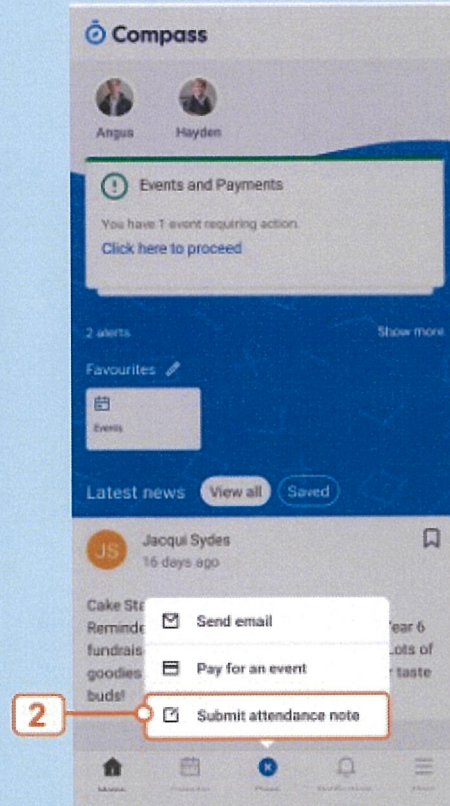 Compass
Angus Hayden
Events and Payments
You have 1 event requiring action.
Click here to proceed
2 alerts Show more
Favourites
Events
Latest news View all Saved
JS Jacqui Sydes
16 days ago
Cake Sta
Reminde ear 6
fundrais ots of
goodies taste
buds!
Send email
Pay for an event
2 Submit attendance note
Home